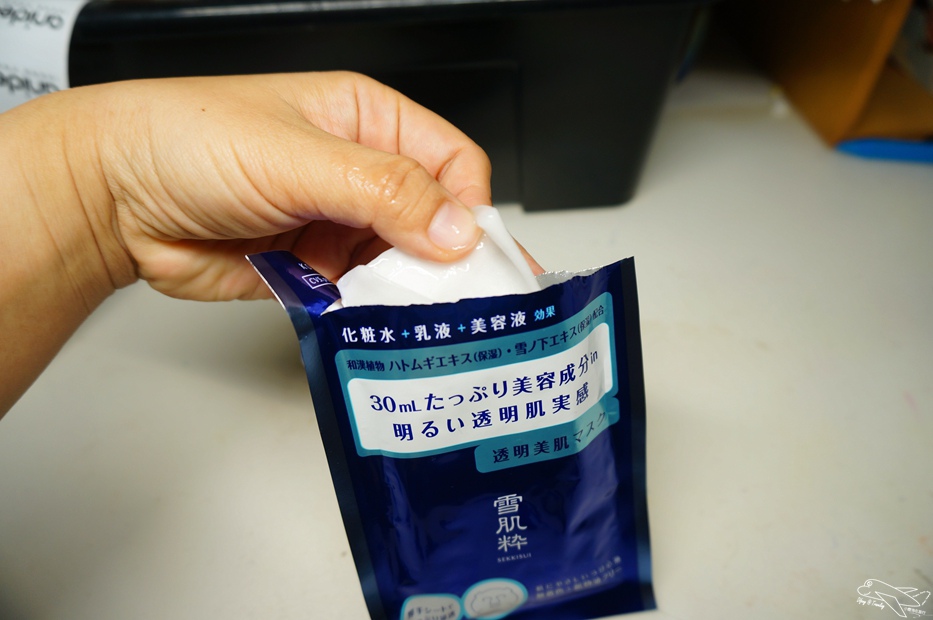 化粧水+乳液+美容液 効果
和漢植物 ハトムギエキス(保湿)・雪ノ下エキス(保湿)配合
30mLたっぷり美容成分in
明るい透明肌実感
透明美肌マスク
雪肌粋
SEKKISUI